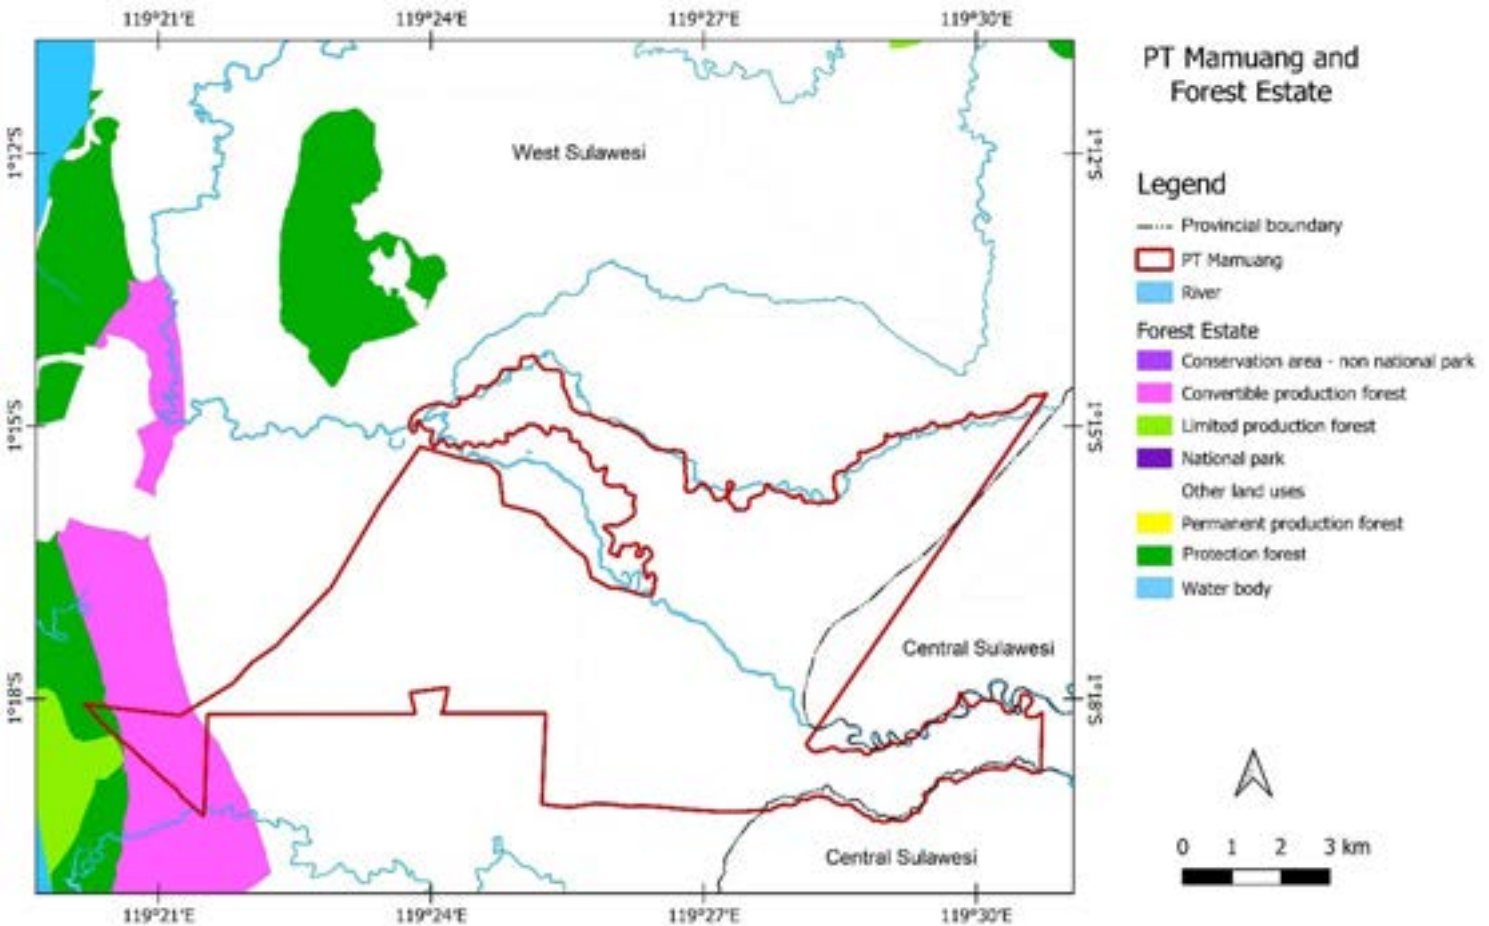 119°21'E 119°24'E 119°27'E 119°30'E
PT Mamuang and
Forest Estate
1°12'S
West Sulawesi
1°12'S
Legend
Provincial boundary
PT Mamuang
River
Forest Estate
Conservation area - non national park
Convertible production forest
1°15'S
1°15'S
Limited production forest
National park
Other land uses
Permanent production forest
Protection forest
Water body
Central Sulawesi
1°18'S
1°18'S
Central Sulawesi
0 1 2 3 km
119°21'E 119°24'E 119°27'E 119°30'E